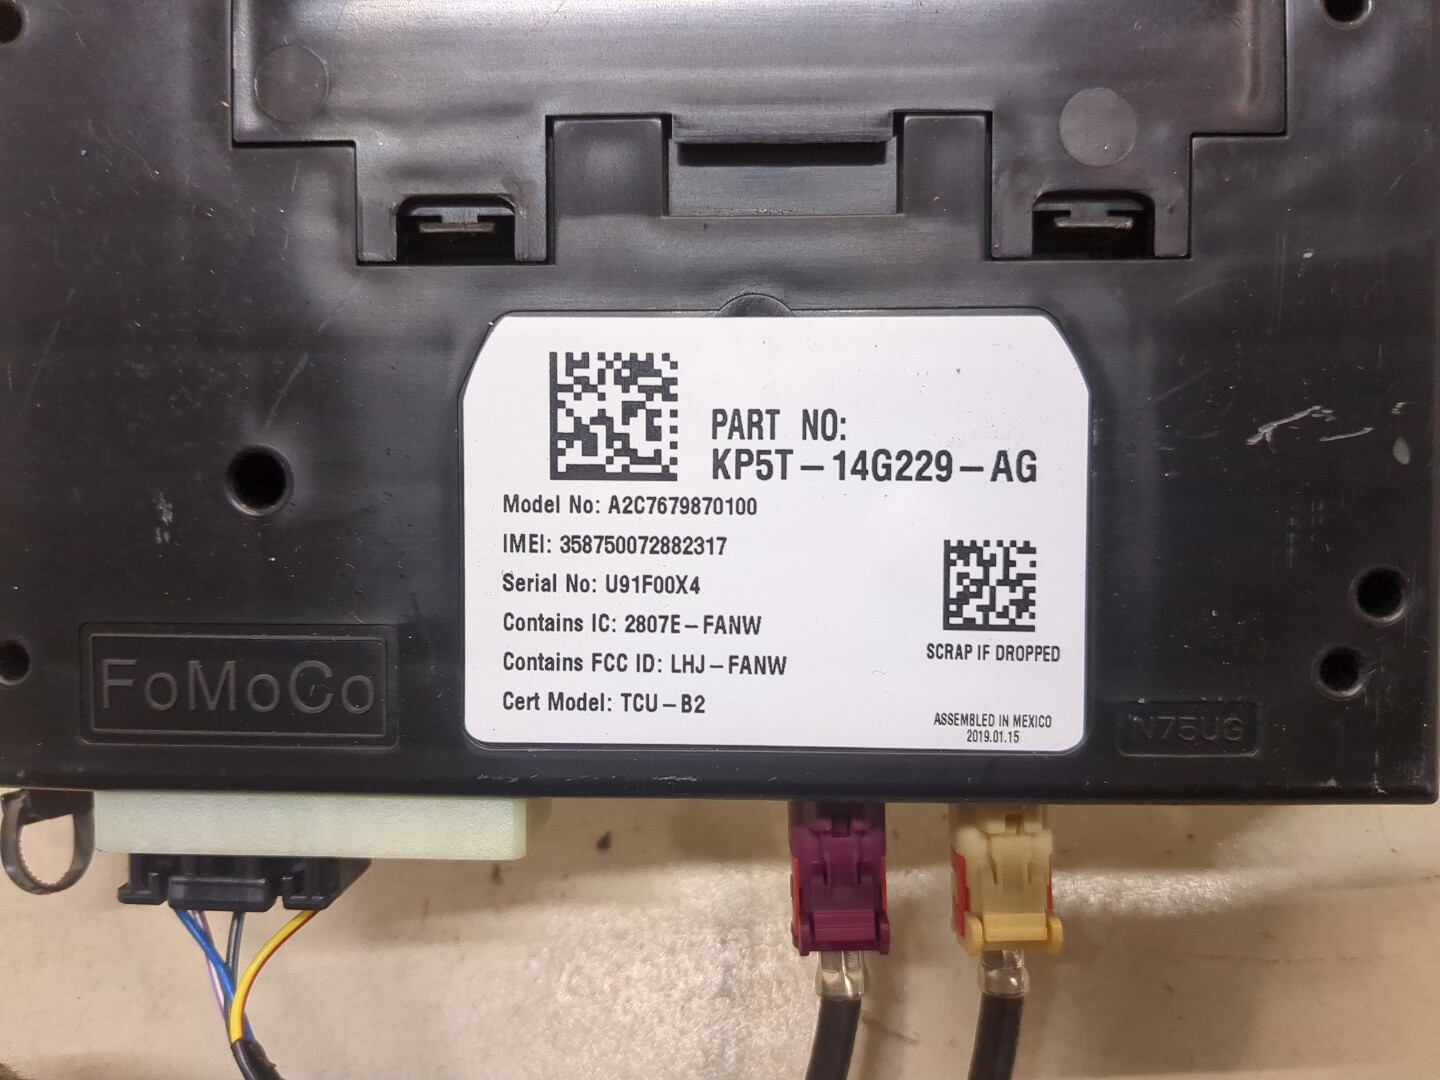 PART NO:
KP5T-14G229-AG
Model No: A2C7679870100
IMEI: 358750072882317
Serial No: U91F00X4
Contains IC: 2807E-FANW
Contains FCC ID: LHJ-FANW
Cert Model: TCU-B2
SCRAP IF DROPPED
ASSEMBLED IN MEXICO
2019.01.15
FoMoCo
N75UG